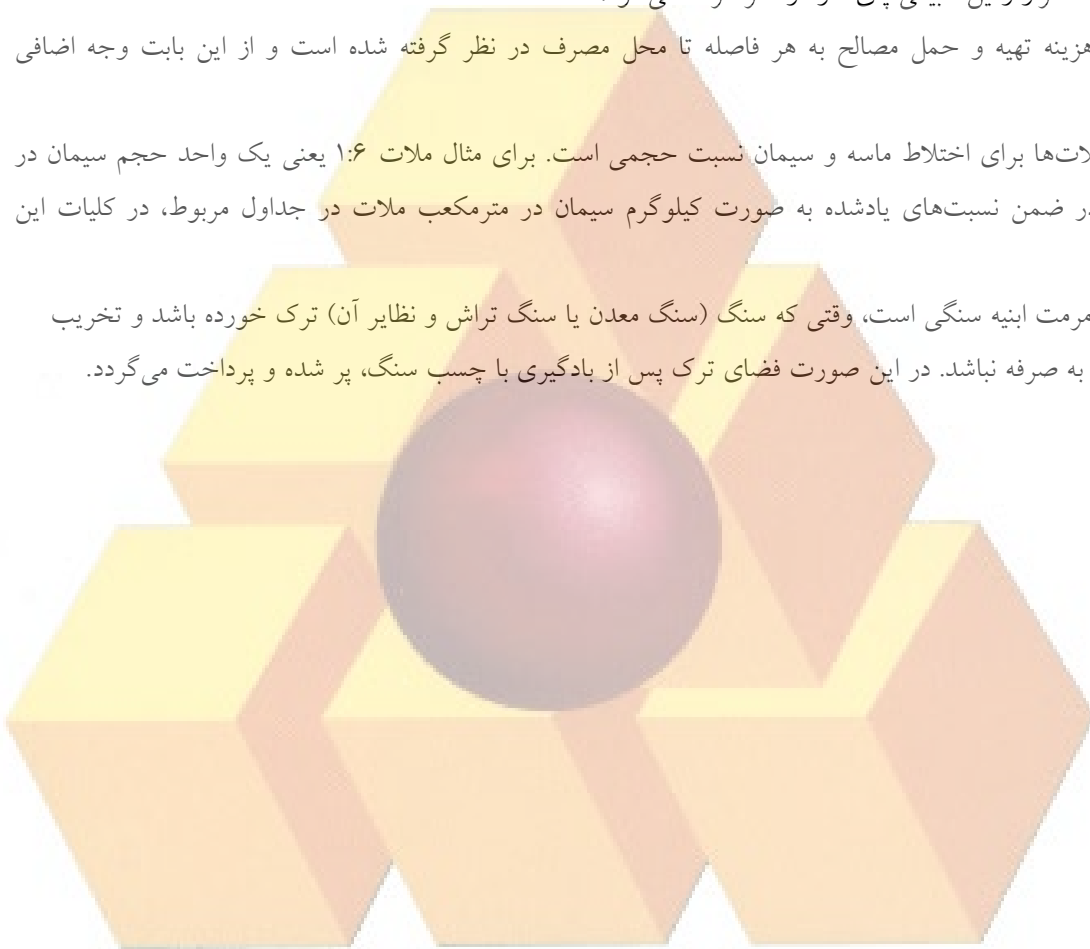 هزینه تهیه و حمل مصالح به هر فاصله تا محل مصرف در نظر گرفته شده است و از این بابت وجه اضافی
لات‌ها برای اختلاط ماسه و سیمان نسبت حجمی است. برای مثال ملات ۱:۶ یعنی یک واحد حجم سیمان در
ر ضمن نسبت‌های یادشده به صورت کیلوگرم سیمان در مترمکعب ملات در جداول مربوط، در کلیات این
مرمت ابنیه سنگی است، وقتی که سنگ (سنگ معدن یا سنگ تراش و نظایر آن) ترک خورده باشد و تخریب
به صرفه نباشد. در این صورت فضای ترک پس از بادگیری با چسب سنگ، پر شده و پرداخت می‌گردد.